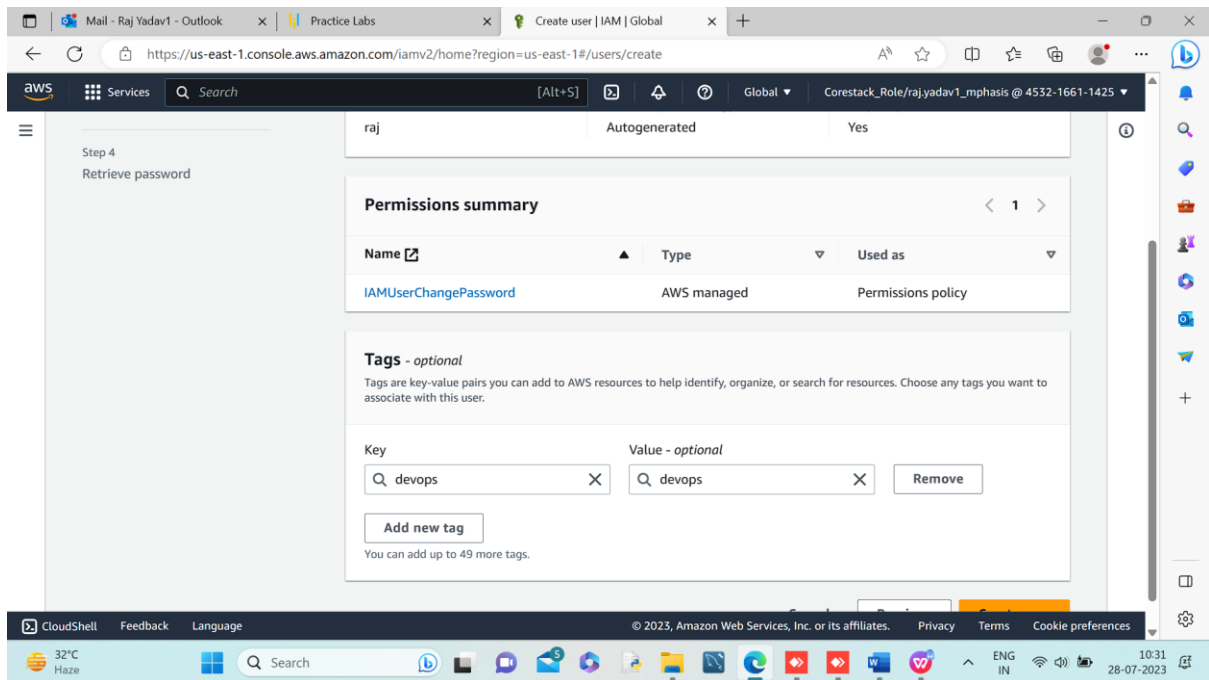 Mail - Raj Yadav1 - Outlook
Practice Labs
Create user | IAM | Global
https://us-east-1.console.aws.amazon.com/iamv2/home?region=us-east-1#/users/create
aws
Services
Search
[Alt+S]
Global
Corestack_Role/raj.yadav1_mphasis @ 4532-1661-1425
raj
Autogenerated
Yes
Step 4
Retrieve password
Permissions summary
1
Name
Type
Used as
IAMUserChangePassword
AWS managed
Permissions policy
Tags - optional
Tags are key-value pairs you can add to AWS resources to help identify, organize, or search for resources. Choose any tags you want to
associate with this user.
Key
Value - optional
devops
devops
Remove
Add new tag
You can add up to 49 more tags.
CloudShell
Feedback
Language
© 2023, Amazon Web Services, Inc. or its affiliates.
Privacy
Terms
Cookie preferences
32°C
Haze
Search
5
ENG
IN
10:31
28-07-2023